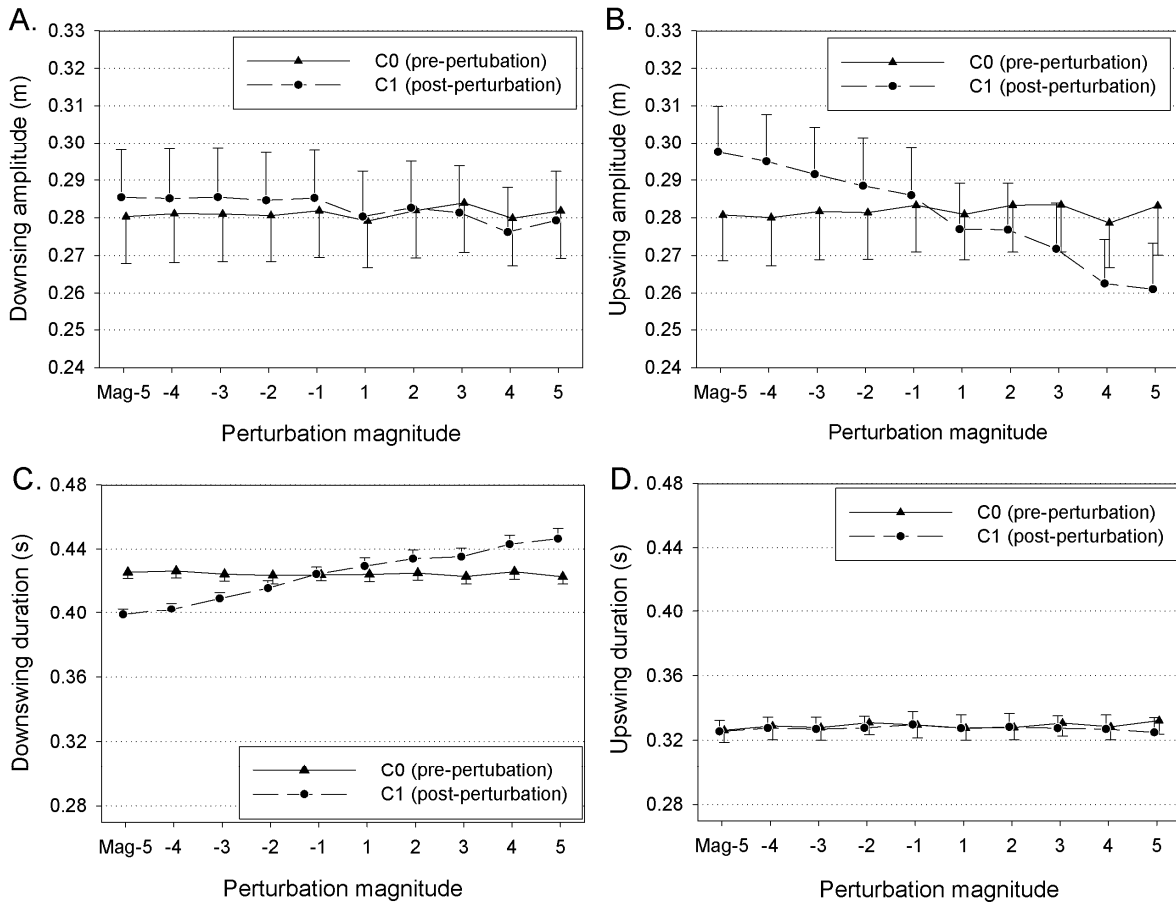 A.
0.33
0.32
0.31
0.30
0.29
0.28
0.27
0.26
0.25
0.24
Downsing amplitude (m)
C0 (pre-pertubation)
C1 (post-perturbation)
Mag-5 -4 -3 -2 -1 1 2 3 4 5
Perturbation magnitude
B.
0.33
0.32
0.31
0.30
0.29
0.28
0.27
0.26
0.25
0.24
Upswing amplitude (m)
C0 (pre-perturbation)
C1 (post-perturbation)
Mag-5 -4 -3 -2 -1 1 2 3 4 5
Perturbation magnitude
C.
0.48
0.44
0.40
0.36
0.32
0.28
Downswing duration (s)
C0 (pre-pertubation)
C1 (post-perturbation)
Mag-5 -4 -3 -2 -1 1 2 3 4 5
Perturbation magnitude
D.
0.48
0.44
0.40
0.36
0.32
0.28
Upswing duration (s)
C0 (pre-perturbation)
C1 (post-perturbation)
Mag-5 -4 -3 -2 -1 1 2 3 4 5
Perturbation magnitude